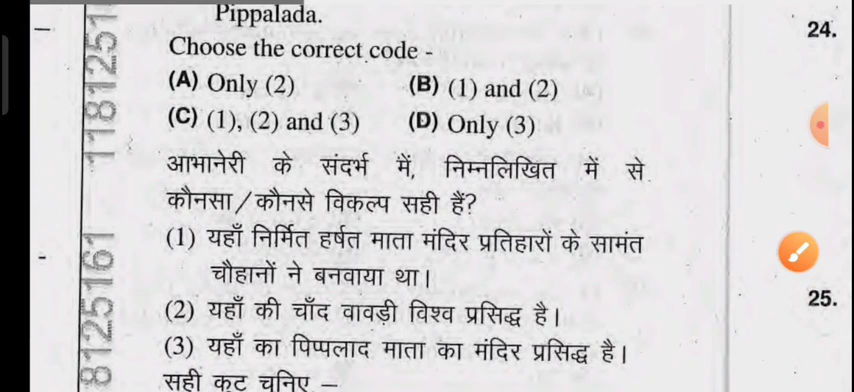 Pippalada.
Choose the correct code -
(A) Only (2) (B) (1) and (2)
(C) (1), (2) and (3) (D) Only (3)
आभानेरी के संदर्भ में, निम्नलिखित में से
कौनसा/कौनसे विकल्प सही हैं?
(1) यहाँ निर्मित हर्षत माता मंदिर प्रतिहारों के सामंत
चौहानों ने बनवाया था।
(2) यहाँ की चाँद वावड़ी विश्व प्रसिद्ध है।
(3) यहाँ का पिप्पलाद माता का मंदिर प्रसिद्ध है।
सही कूट चुनिए –
24.
25.
8125161 1181251